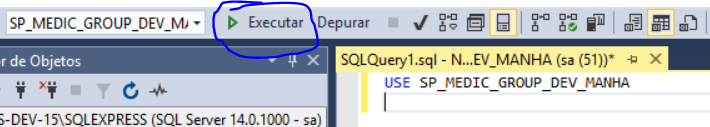 SP_MEDIC_GROUP_DEV_MA
Executar Depurar
or de Objetos
SQLQuery1.sql - N...EV_MANHA (sa (51))*
USE SP_MEDIC_GROUP_DEV_MANHA
S-DEV-15\SQLEXPRESS (SQL Server 14.0.1000 - sa)